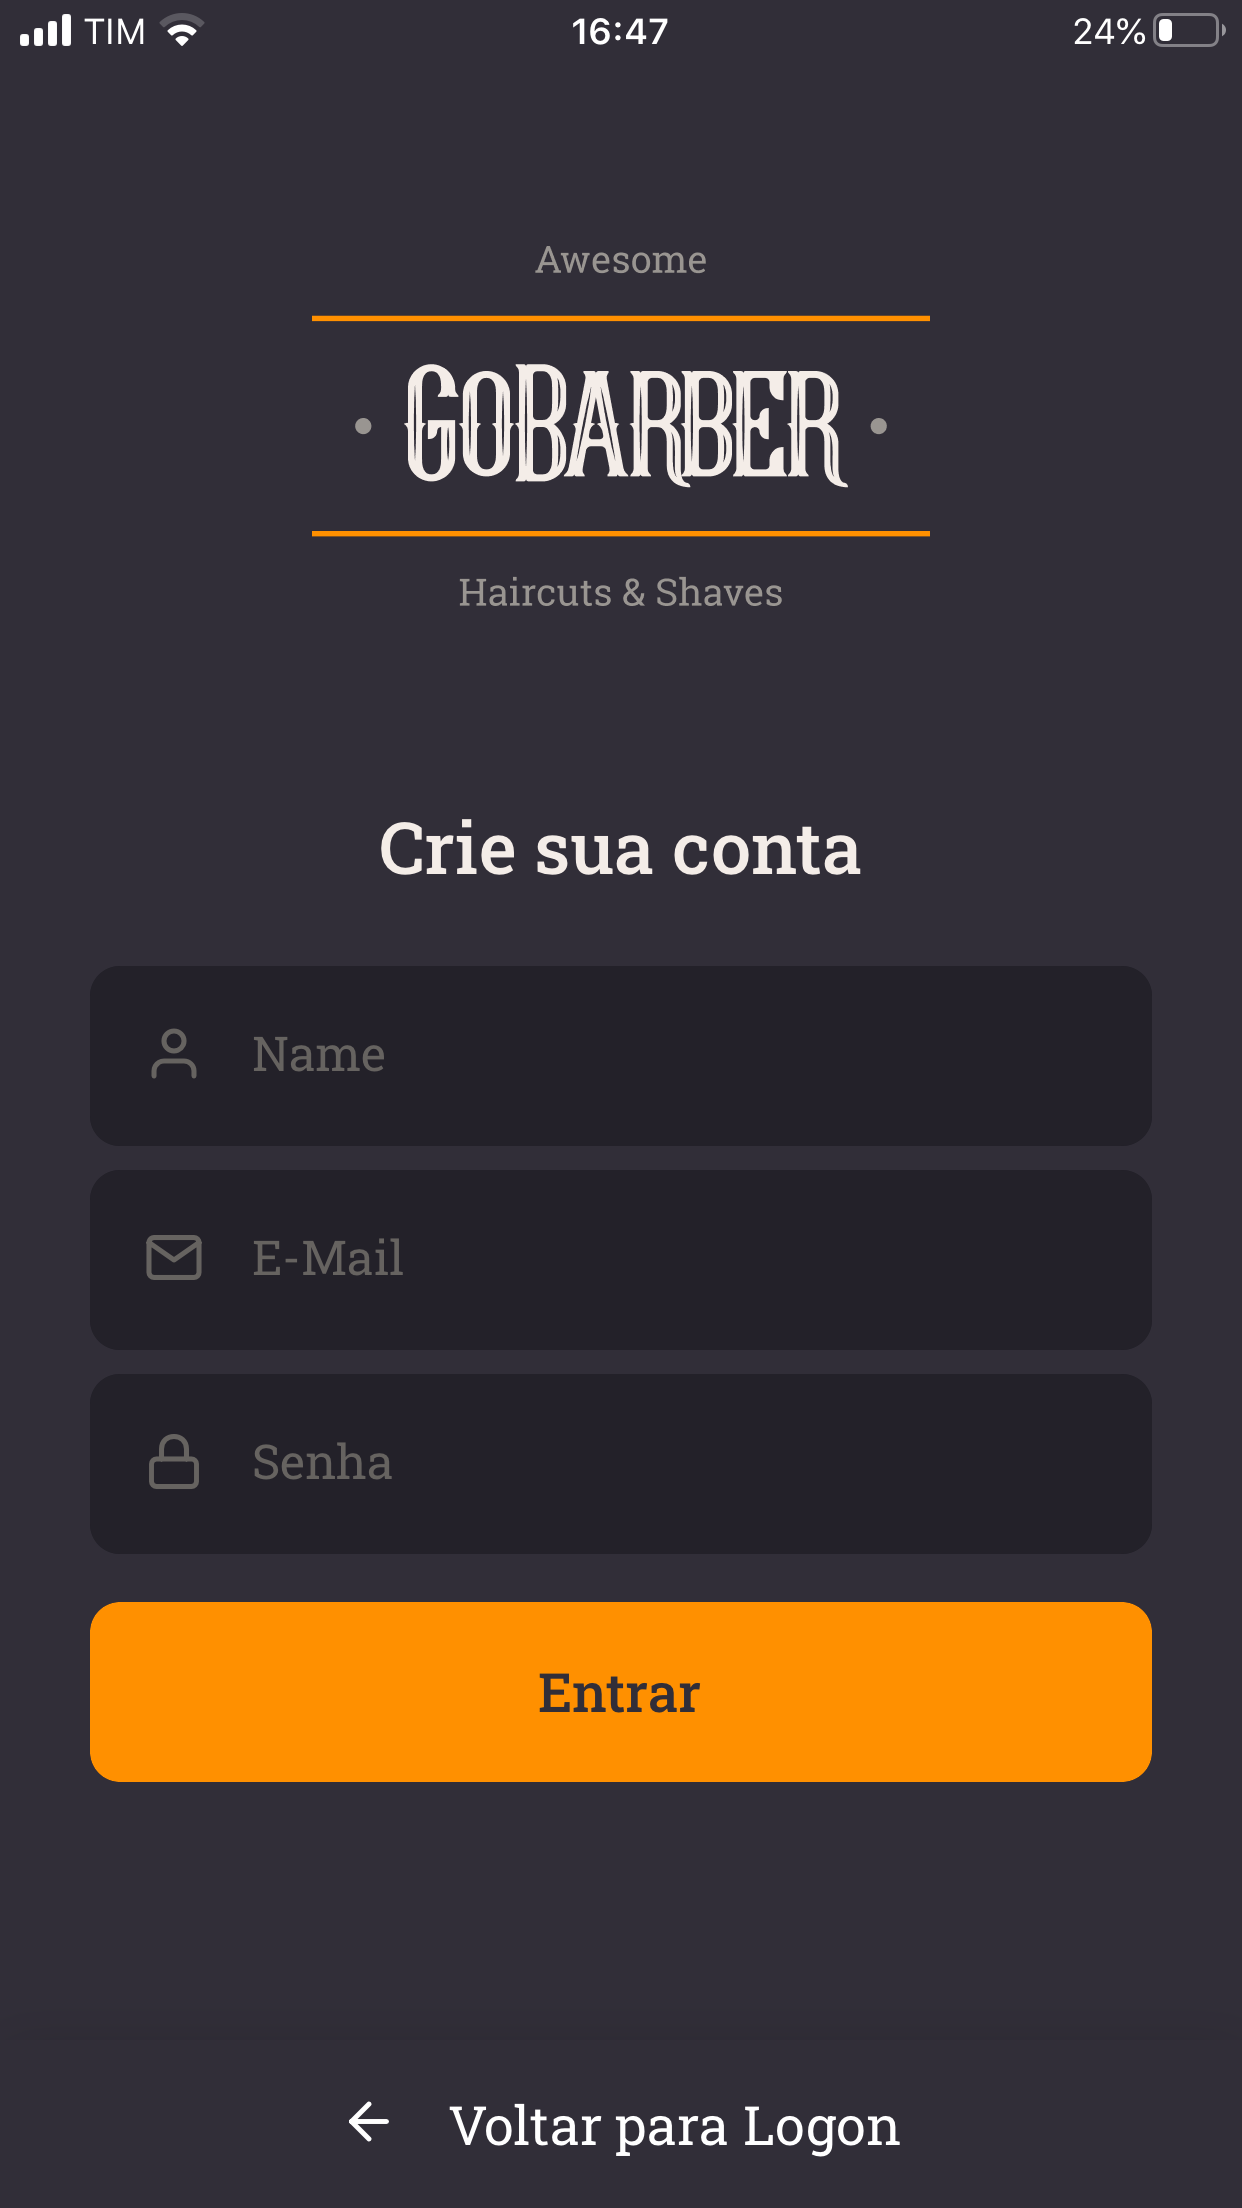 TIM 16:47 24%
Awesome
GOBARBER
Haircuts & Shaves
Crie sua conta
Name
E-Mail
Senha
Entrar
Voltar para Logon